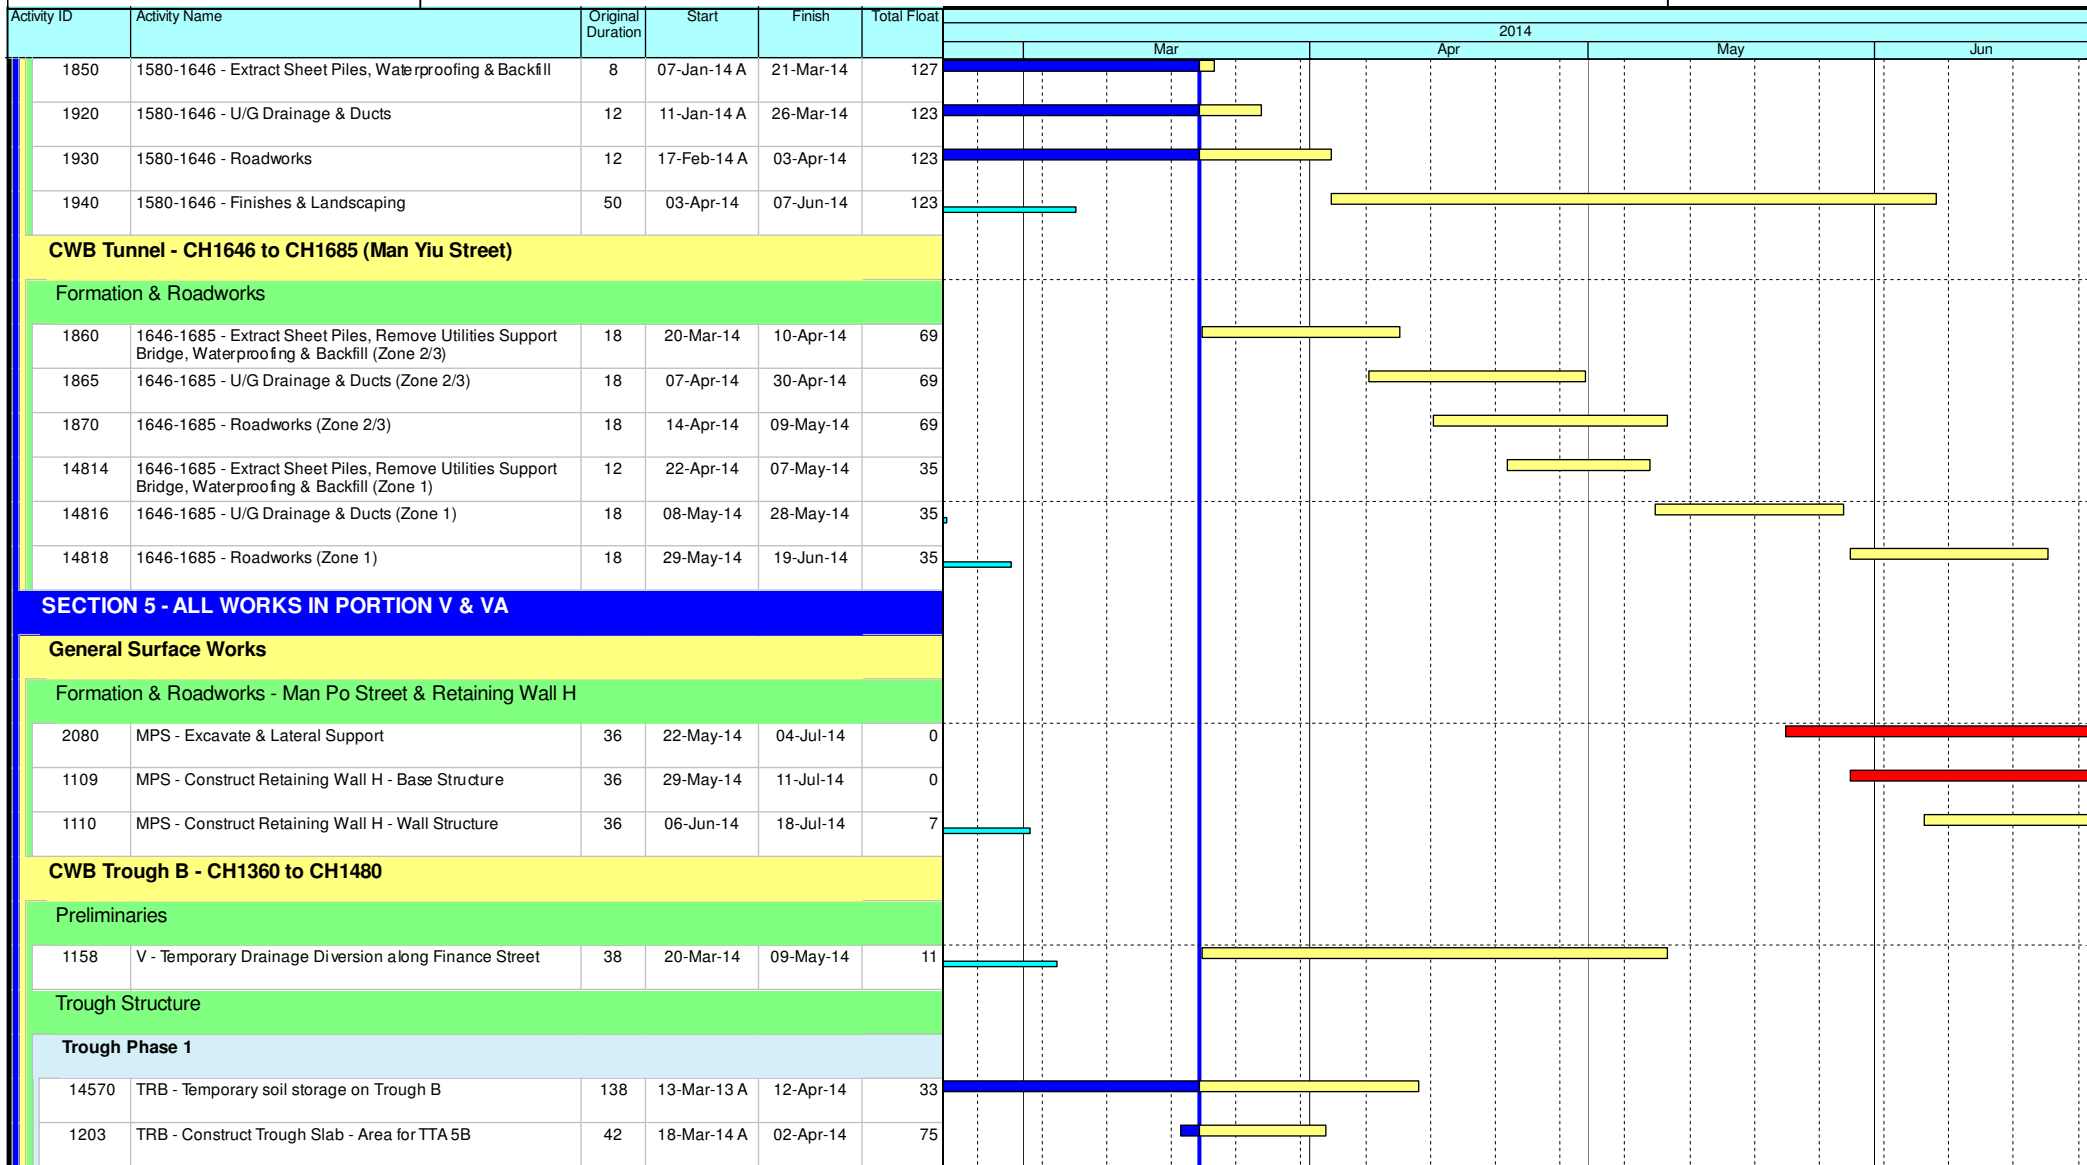 Activity ID Activity Name Original Duration Start Finish Total Float
2014
Mar Apr May Jun
1850 1580-1646 - Extract Sheet Piles, Waterproofing & Backfill 8 07-Jan-14 A 21-Mar-14 127
1920 1580-1646 - U/G Drainage & Ducts 12 11-Jan-14 A 26-Mar-14 123
1930 1580-1646 - Roadworks 12 17-Feb-14 A 03-Apr-14 123
1940 1580-1646 - Finishes & Landscaping 50 03-Apr-14 07-Jun-14 123
CWB Tunnel - CH1646 to CH1685 (Man Yiu Street)
Formation & Roadworks
1860 1646-1685 - Extract Sheet Piles, Remove Utilities Support 18 20-Mar-14 10-Apr-14 69
Bridge, Waterproofing & Backfill (Zone 2/3)
1865 1646-1685 - U/G Drainage & Ducts (Zone 2/3) 18 07-Apr-14 30-Apr-14 69
1870 1646-1685 - Roadworks (Zone 2/3) 18 14-Apr-14 09-May-14 69
14814 1646-1685 - Extract Sheet Piles, Remove Utilities Support 12 22-Apr-14 07-May-14 35
Bridge, Waterproofing & Backfill (Zone 1)
14816 1646-1685 - U/G Drainage & Ducts (Zone 1) 18 08-May-14 28-May-14 35
14818 1646-1685 - Roadworks (Zone 1) 18 29-May-14 19-Jun-14 35
SECTION 5 - ALL WORKS IN PORTION V & VA
General Surface Works
Formation & Roadworks - Man Po Street & Retaining Wall H
2080 MPS - Excavate & Lateral Support 36 22-May-14 04-Jul-14 0
1109 MPS - Construct Retaining Wall H - Base Structure 36 29-May-14 11-Jul-14 0
1110 MPS - Construct Retaining Wall H - Wall Structure 36 06-Jun-14 18-Jul-14 7
CWB Trough B - CH1360 to CH1480
Preliminaries
1158 V - Temporary Drainage Diversion along Finance Street 38 20-Mar-14 09-May-14 11
Trough Structure
Trough Phase 1
14570 TRB - Temporary soil storage on Trough B 138 13-Mar-13 A 12-Apr-14 33
1203 TRB - Construct Trough Slab - Area for TTA 5B 42 18-Mar-14 A 02-Apr-14 75